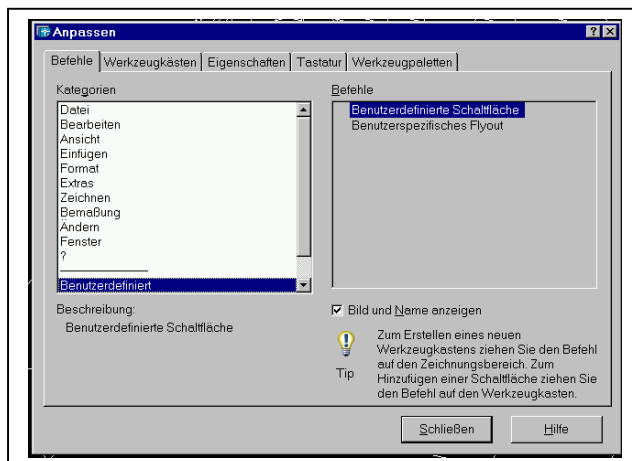 Anpassen
Befehle Werkzeugkästen Eigenschaften Tastatur Werkzeugpaletten
Kategorien
Datei
Bearbeiten
Ansicht
Einfügen
Format
Extras
Zeichnen
Bemaßung
Ändern
Fenster
?
Benutzerdefiniert
Befehle
Benutzerdefinierte Schaltfläche
Benutzerspezifisches Flyout
Beschreibung:
Benutzerdefinierte Schaltfläche
Bild und Name anzeigen
Tip
Zum Erstellen eines neuen
Werkzeugkastens ziehen Sie den Befehl
auf den Zeichnungsbereich. Zum
Hinzufügen einer Schaltfläche ziehen Sie
den Befehl auf den Werkzeugkasten.
Schließen Hilfe